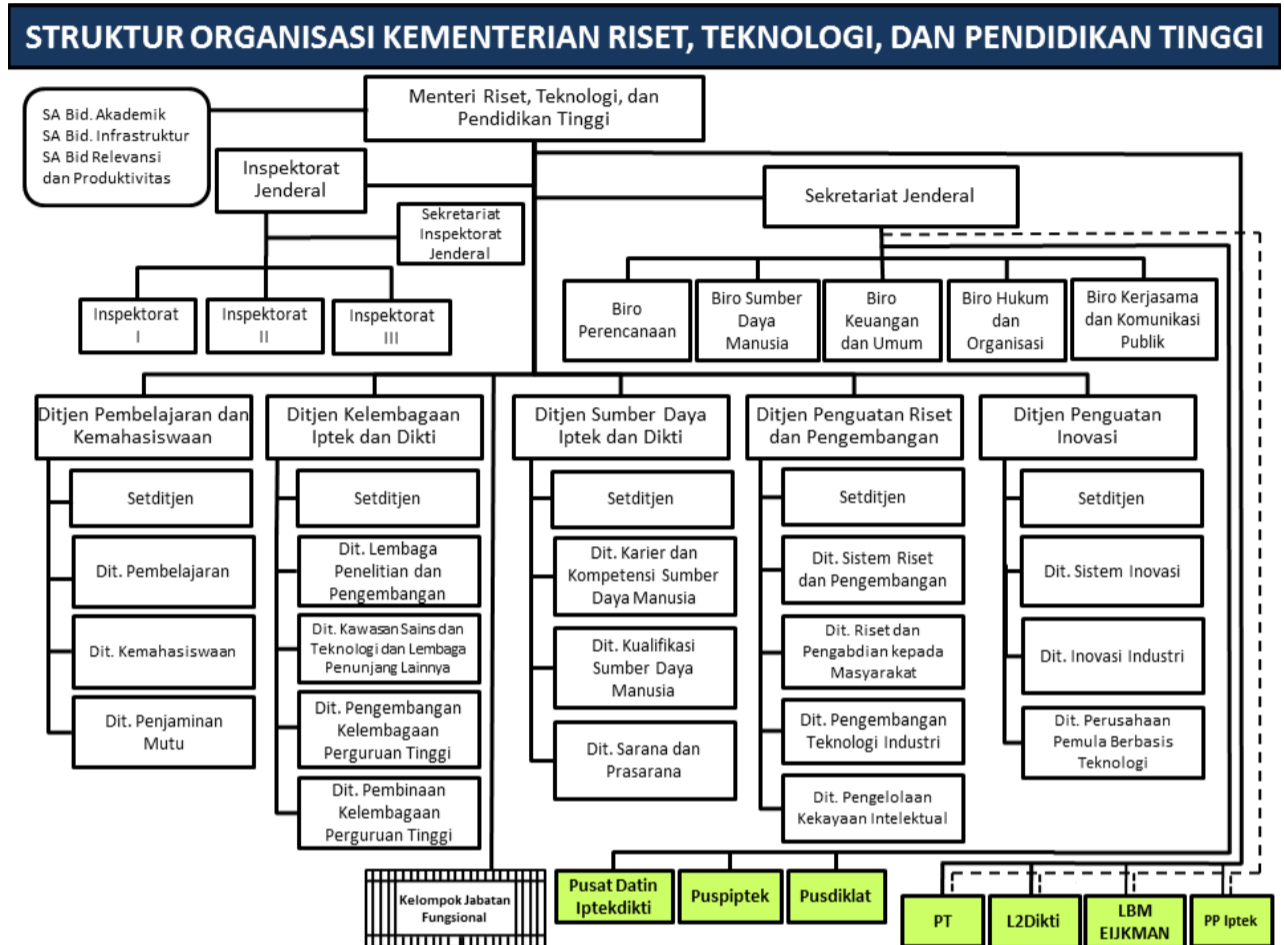 STRUKTUR ORGANISASI KEMENTERIAN RISET, TEKNOLOGI, DAN PENDIDIKAN TINGGI
Menteri Riset, Teknologi, dan
Pendidikan Tinggi
SA Bid. Akademik
SA Bid. Infrastruktur
SA Bid Relevansi
dan Produktivitas
Inspektorat
Jenderal
Sekretariat Jenderal
Sekretariat
Inspektorat
Jenderal
Inspektorat
I
Inspektorat
II
Inspektorat
III
Biro
Perencanaan
Biro Sumber
Daya
Manusia
Biro
Keuangan
dan Umum
Biro Hukum
dan
Organisasi
Biro Kerjasama
dan Komunikasi
Publik
Ditjen Pembelajaran dan
Kemahasiswaan
Setditjen
Dit. Pembelajaran
Dit. Kemahasiswaan
Dit. Penjaminan
Mutu
Ditjen Kelembagaan
Iptek dan Dikti
Setditjen
Dit. Lembaga
Penelitian dan
Pengembangan
Dit. Kawasan Sains dan
Teknologi dan Lembaga
Penunjang Lainnya
Dit. Pengembangan
Kelembagaan
Perguruan Tinggi
Dit. Pembinaan
Kelembagaan
Perguruan Tinggi
Ditjen Sumber Daya
Iptek dan Dikti
Setditjen
Dit. Karier dan
Kompetensi Sumber
Daya Manusia
Dit. Kualifikasi
Sumber Daya
Manusia
Dit. Sarana dan
Prasarana
Ditjen Penguatan Riset
dan Pengembangan
Setditjen
Dit. Sistem Riset
dan Pengembangan
Dit. Riset dan
Pengabdian kepada
Masyarakat
Dit. Pengembangan
Teknologi Industri
Dit. Pengelolaan
Kekayaan Intelektual
Ditjen Penguatan
Inovasi
Setditjen
Dit. Sistem Inovasi
Dit. Inovasi Industri
Dit. Perusahaan
Pemula Berbasis
Teknologi
Kelompok Jabatan
Fungsional
Pusat Datin
Iptekdikti
Puspiptek
Pusdiklat
PT
L2Dikti
LBM
EIJKMAN
PP Iptek